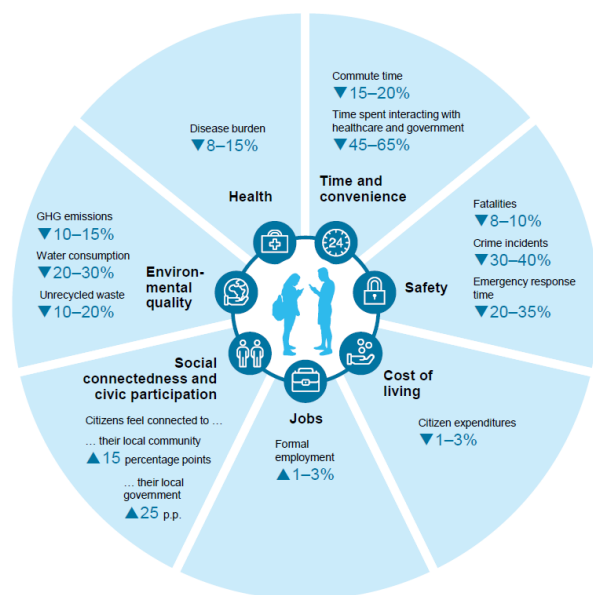 Commute time
▼15–20%
Time spent interacting with
healthcare and government
▼45–65%
Time and
convenience
24
Disease burden
▼8–15%
Health
Fatalities
▼8–10%
Crime incidents
▼30–40%
Emergency response
time
▼20–35%
Safety
GHG emissions
▼10–15%
Water consumption
▼20–30%
Unrecycled waste
▼10–20%
Environ-
mental
quality
Social
connectedness and
civic participation
Citizens feel connected to …
… their local community
▲15 percentage points
… their local
government
▲25 p.p.
Jobs
Formal
employment
▲1–3%
Cost of
living
Citizen expenditures
▼1–3%